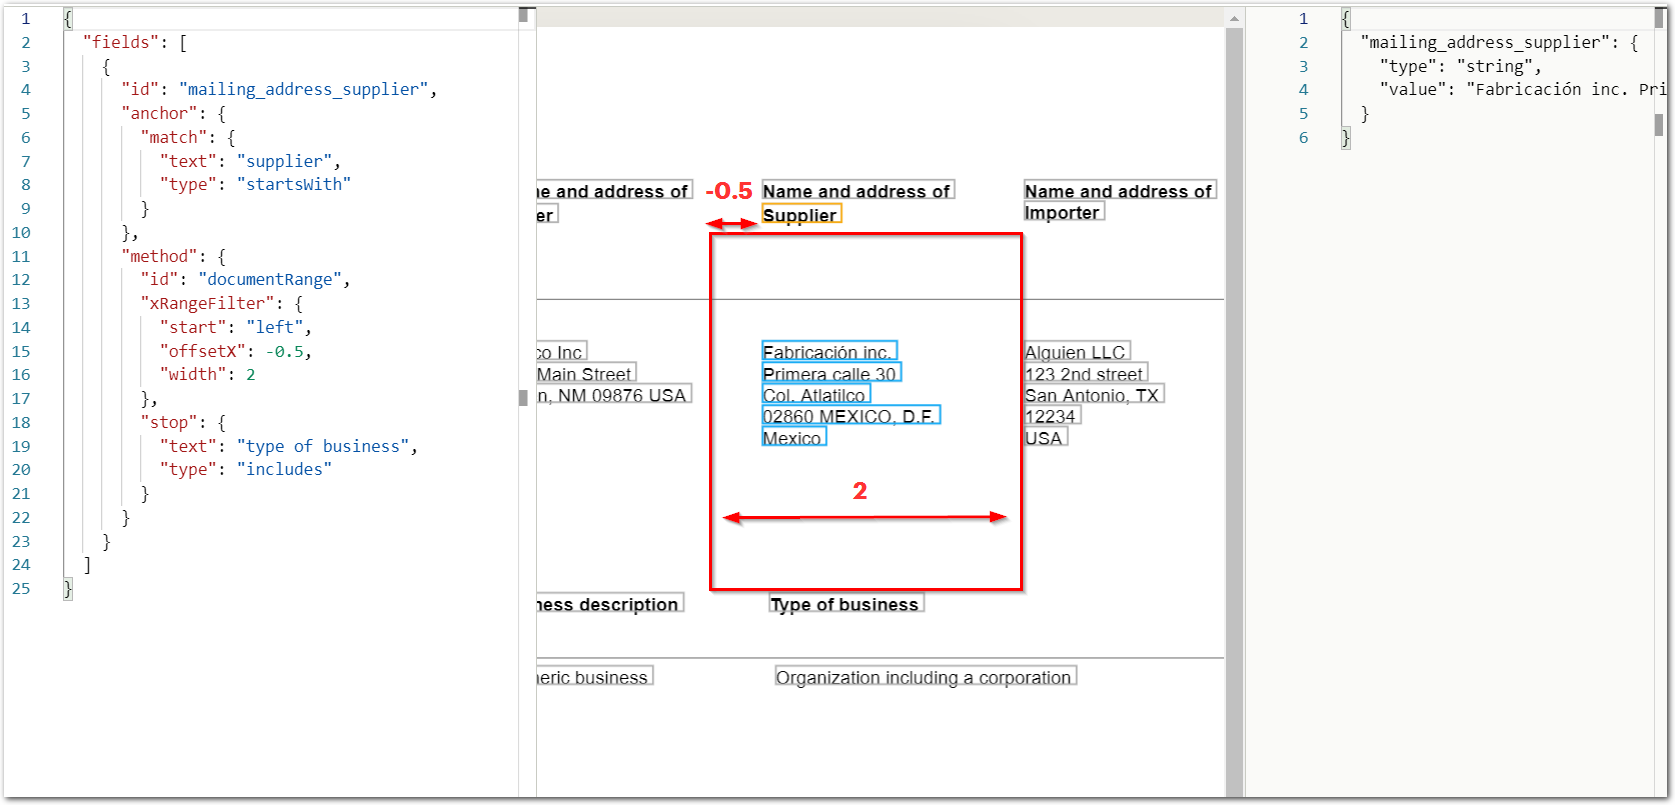 1 {
2 "fields": [
3 {
4 "id": "mailing_address_supplier",
5 "anchor": {
6 "match": {
7 "text": "supplier",
8 "type": "startsWith"
9 }
10 },
11 "method": {
12 "id": "documentRange",
13 "xRangeFilter": {
14 "start": "left",
15 "offsetX": -0.5,
16 "width": 2
17 },
18 "stop": {
19 "text": "type of business",
20 "type": "includes"
21 }
22 }
23 }
24 ]
25 }
ne and address of
er
-0.5
Name and address of
Supplier
Name and address of
Importer
co Inc
Main Street
n, NM 09876 USA
Fabricación inc.
Primera calle 30
Col. Atlatilco
02860 MEXICO, D.F.
Mexico
Alguien LLC
123 2nd street
San Antonio, TX
12234
USA
2
ness description
Type of business
neric business
Organization including a corporation
1 {
2 "mailing_address_supplier": {
3 "type": "string",
4 "value": "Fabricación inc. Pri
5 }
6 }